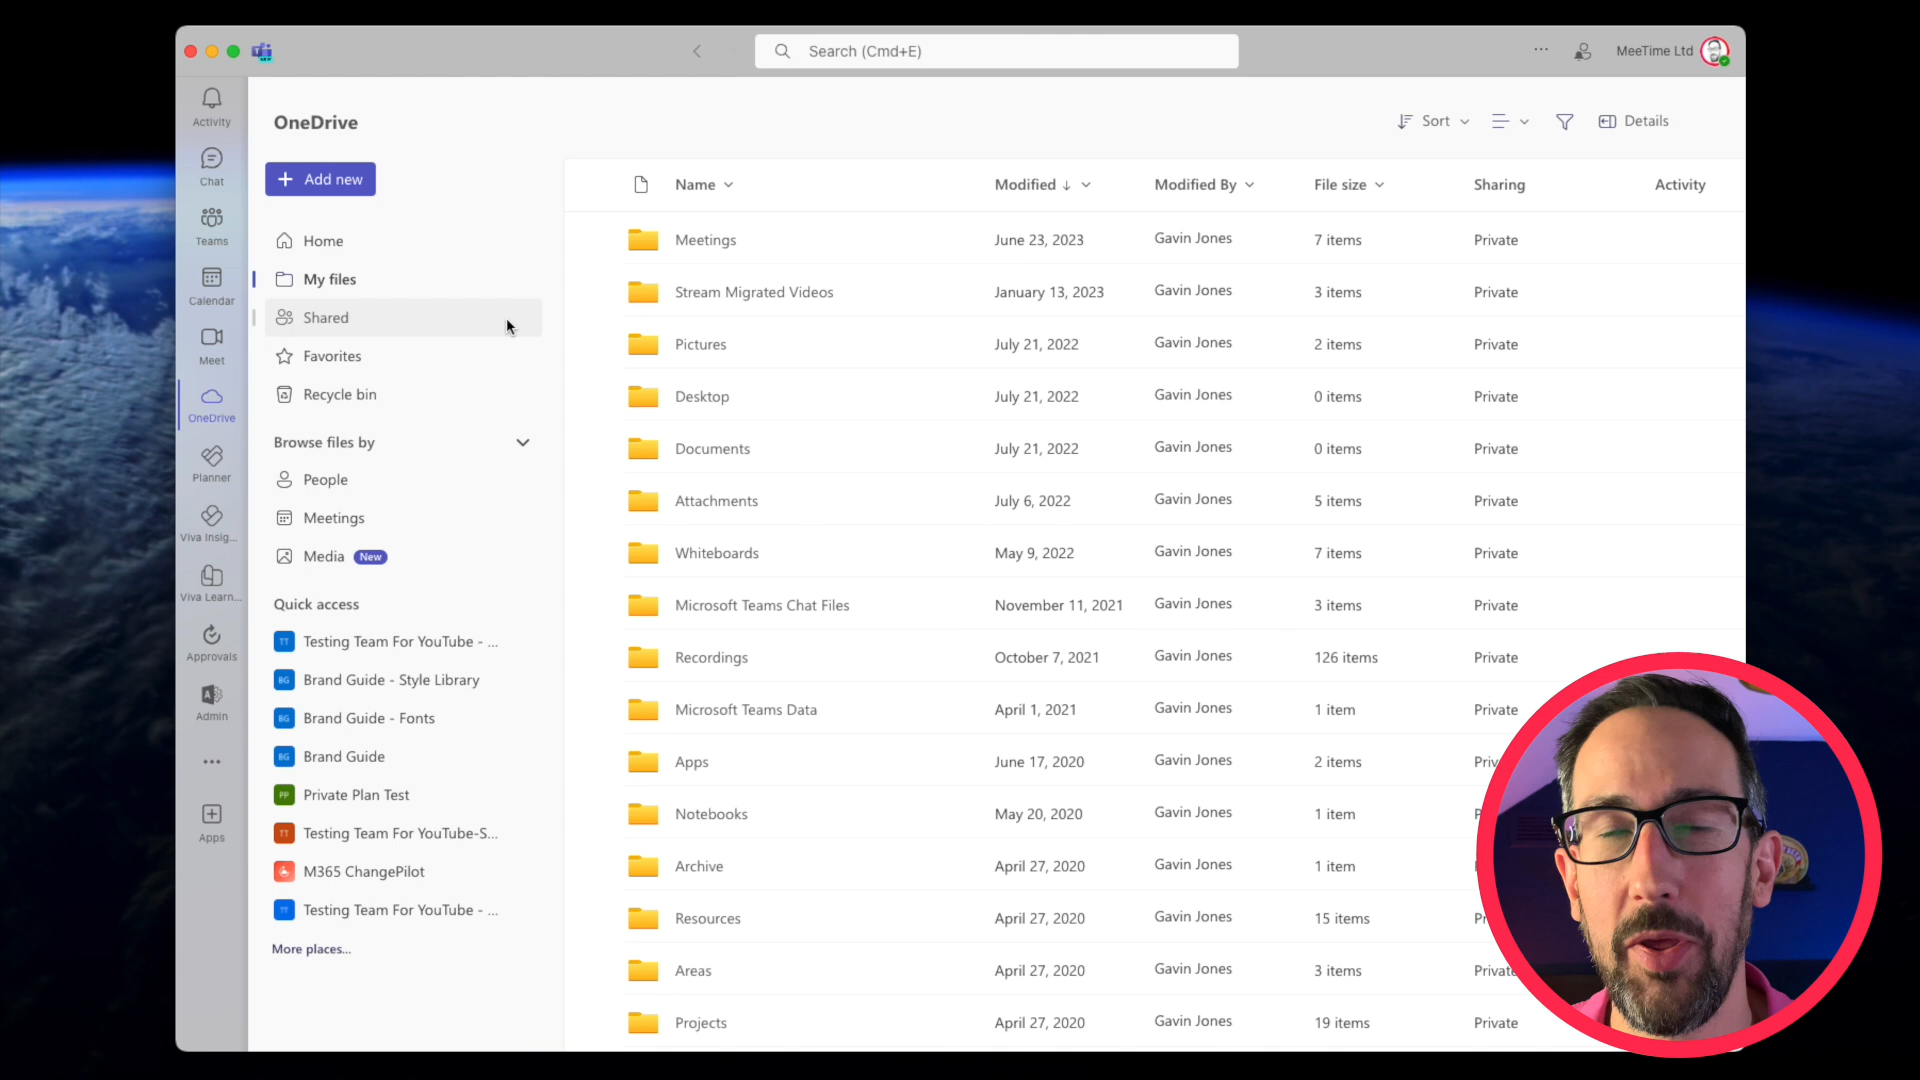 Search (Cmd+E)
MeeTime Ltd
Activity
Chat
Teams
Calendar
Meet
OneDrive
Planner
Viva Insig...
Viva Learn...
Approvals
Admin
Apps
OneDrive
Add new
Home
My files
Shared
Favorites
Recycle bin
Browse files by
People
Meetings
Media New
Quick access
TT Testing Team For YouTube - ...
BG Brand Guide - Style Library
BG Brand Guide - Fonts
BG Brand Guide
PP Private Plan Test
TT Testing Team For YouTube-S...
M365 ChangePilot
TT Testing Team For YouTube - ...
More places...
Sort Details
Name Modified Modified By File size Sharing Activity
Meetings June 23, 2023 Gavin Jones 7 items Private
Stream Migrated Videos January 13, 2023 Gavin Jones 3 items Private
Pictures July 21, 2022 Gavin Jones 2 items Private
Desktop July 21, 2022 Gavin Jones 0 items Private
Documents July 21, 2022 Gavin Jones 0 items Private
Attachments July 6, 2022 Gavin Jones 5 items Private
Whiteboards May 9, 2022 Gavin Jones 7 items Private
Microsoft Teams Chat Files November 11, 2021 Gavin Jones 3 items Private
Recordings October 7, 2021 Gavin Jones 126 items Private
Microsoft Teams Data April 1, 2021 Gavin Jones 1 item Private
Apps June 17, 2020 Gavin Jones 2 items Priv
Notebooks May 20, 2020 Gavin Jones 1 item P
Archive April 27, 2020 Gavin Jones 1 item
Resources April 27, 2020 Gavin Jones 15 items Pr
Areas April 27, 2020 Gavin Jones 3 items Privat
Projects April 27, 2020 Gavin Jones 19 items Private